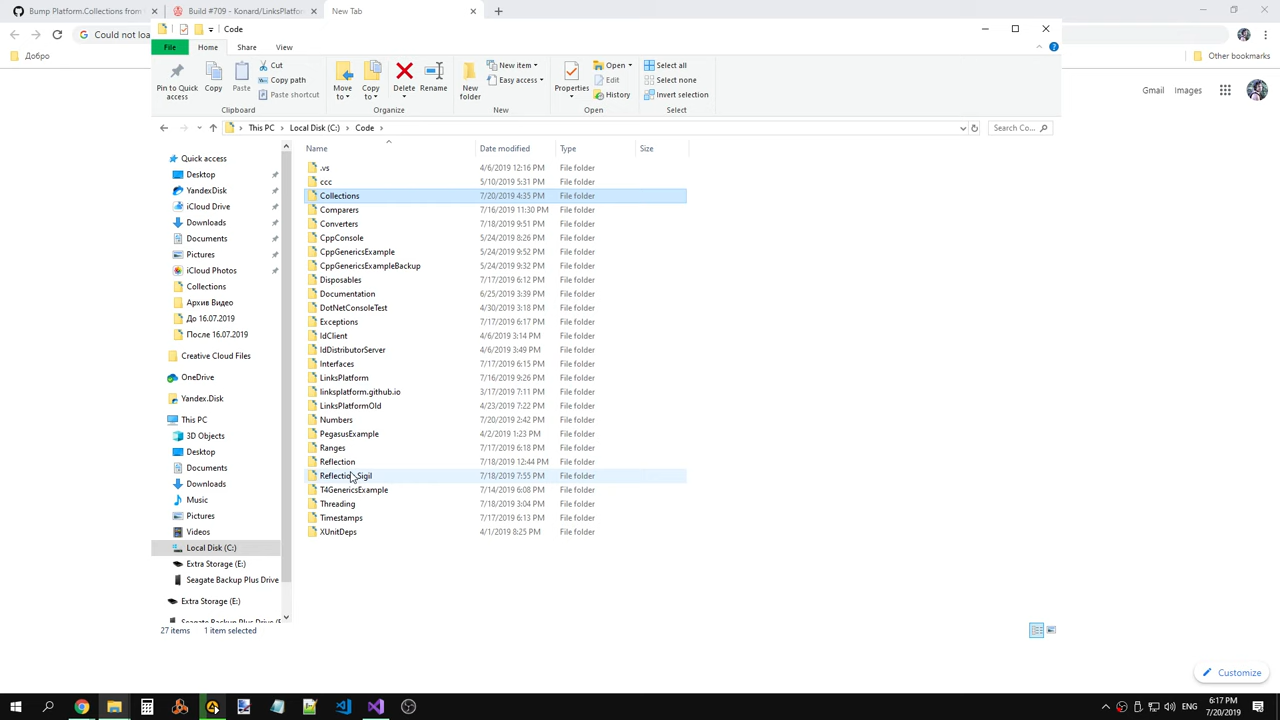 Bump Platform.Collections from
Build #709 - Konard/LinksPlatfor
New Tab
Could not loa
Добро
Other bookmarks
Gmail
Images
Code
File
Home
Share
View
Pin to Quick access
Copy
Paste
Cut
Copy path
Paste shortcut
Clipboard
Move to
Copy to
Delete
Rename
Organize
New folder
New item
Easy access
New
Properties
Open
Edit
History
Open
Select all
Select none
Invert selection
Select
This PC
Local Disk (C:)
Code
Search Co...
Name
Date modified
Type
Size
Quick access
Desktop
YandexDisk
iCloud Drive
Downloads
Documents
Pictures
iCloud Photos
Collections
Архив Видео
До 16.07.2019
После 16.07.2019
Creative Cloud Files
OneDrive
Yandex.Disk
This PC
3D Objects
Desktop
Documents
Downloads
Music
Pictures
Videos
Local Disk (C:)
Extra Storage (E:)
Seagate Backup Plus Drive
Extra Storage (E:)
Seagate Backup Plus Drive (F
.vs 4/6/2019 12:16 PM File folder
ccc 5/10/2019 5:31 PM File folder
Collections 7/20/2019 4:35 PM File folder
Comparers 7/16/2019 11:30 PM File folder
Converters 7/18/2019 9:51 PM File folder
CppConsole 5/24/2019 8:26 PM File folder
CppGenericsExample 5/24/2019 9:52 PM File folder
CppGenericsExampleBackup 5/24/2019 9:32 PM File folder
Disposables 7/17/2019 6:12 PM File folder
Documentation 6/25/2019 3:39 PM File folder
DotNetConsoleTest 4/30/2019 3:18 PM File folder
Exceptions 7/17/2019 6:17 PM File folder
IdClient 4/6/2019 3:14 PM File folder
IdDistributorServer 4/6/2019 3:49 PM File folder
Interfaces 7/17/2019 6:15 PM File folder
LinksPlatform 7/16/2019 9:26 PM File folder
linksplatform.github.io 3/17/2019 7:11 PM File folder
LinksPlatformOld 4/23/2019 7:22 PM File folder
Numbers 7/20/2019 2:42 PM File folder
PegasusExample 4/2/2019 1:23 PM File folder
Ranges 7/17/2019 6:18 PM File folder
Reflection 7/18/2019 12:44 PM File folder
Reflection.Sigil 7/18/2019 7:55 PM File folder
T4GenericsExample 7/14/2019 6:08 PM File folder
Threading 7/18/2019 3:04 PM File folder
Timestamps 7/17/2019 6:13 PM File folder
XUnitDeps 4/1/2019 8:25 PM File folder
27 items
1 item selected
Customize
6:17 PM
7/20/2019